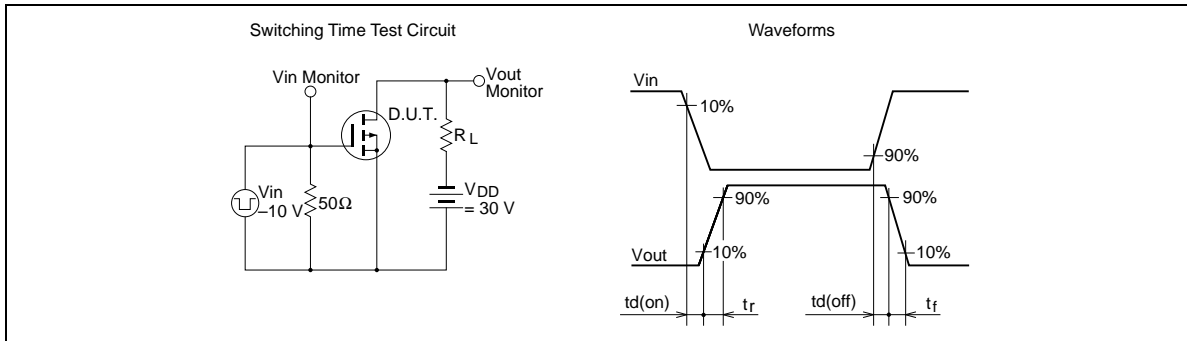 Switching Time Test Circuit
Vin Monitor
Vout
Monitor
D.U.T.
RL
Vin
–10 V
50Ω
VDD
= 30 V
Waveforms
Vin
10%
90%
90%
90%
10%
10%
Vout
td(on)
tr
td(off)
tf